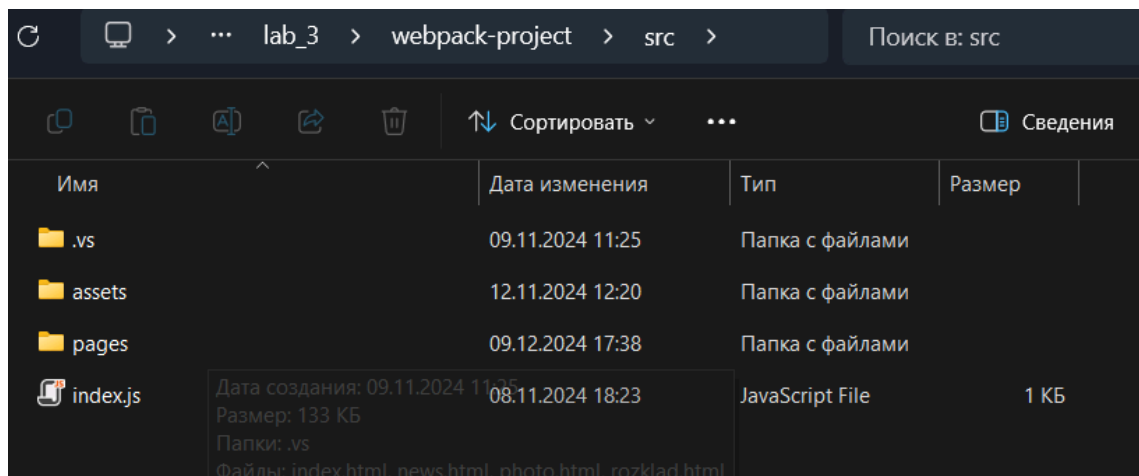 ··· lab_3 > webpack-project > src > Поиск в: src
Сортировать ··· Сведения
Имя Дата изменения Тип Размер
.vs 09.11.2024 11:25 Папка с файлами
assets 12.11.2024 12:20 Папка с файлами
pages 09.12.2024 17:38 Папка с файлами
index.js 08.11.2024 18:23 JavaScript File 1 КБ
Дата создания: 09.11.2024 11:25
Размер: 133 КБ
Папки: .vs
Файлы: index.html, news.html, photo.html, rozklad.html